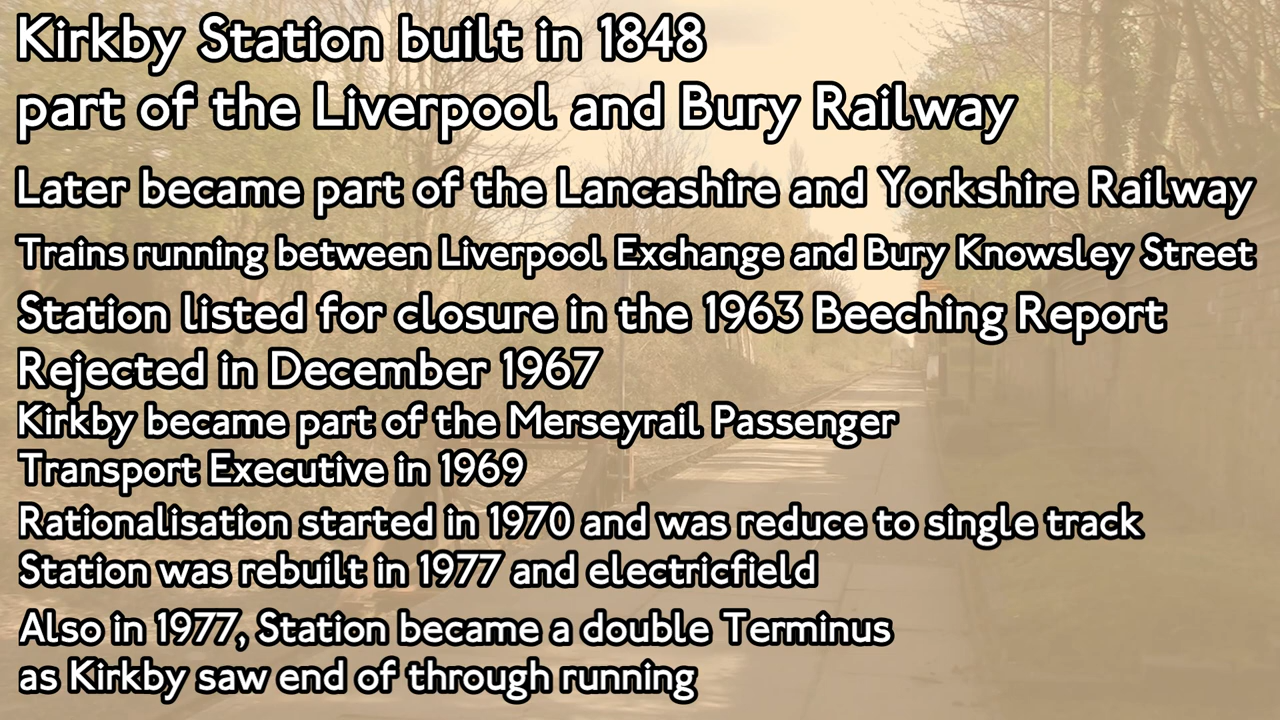 Kirkby Station built in 1848
part of the Liverpool and Bury Railway
Later became part of the Lancashire and Yorkshire Railway
Trains running between Liverpool Exchange and Bury Knowsley Street
Station listed for closure in the 1963 Beeching Report
Rejected in December 1967
Kirkby became part of the Merseyrail Passenger
Transport Executive in 1969
Rationalisation started in 1970 and was reduce to single track
Station was rebuilt in 1977 and electricfield
Also in 1977, Station became a double Terminus
as Kirkby saw end of through running